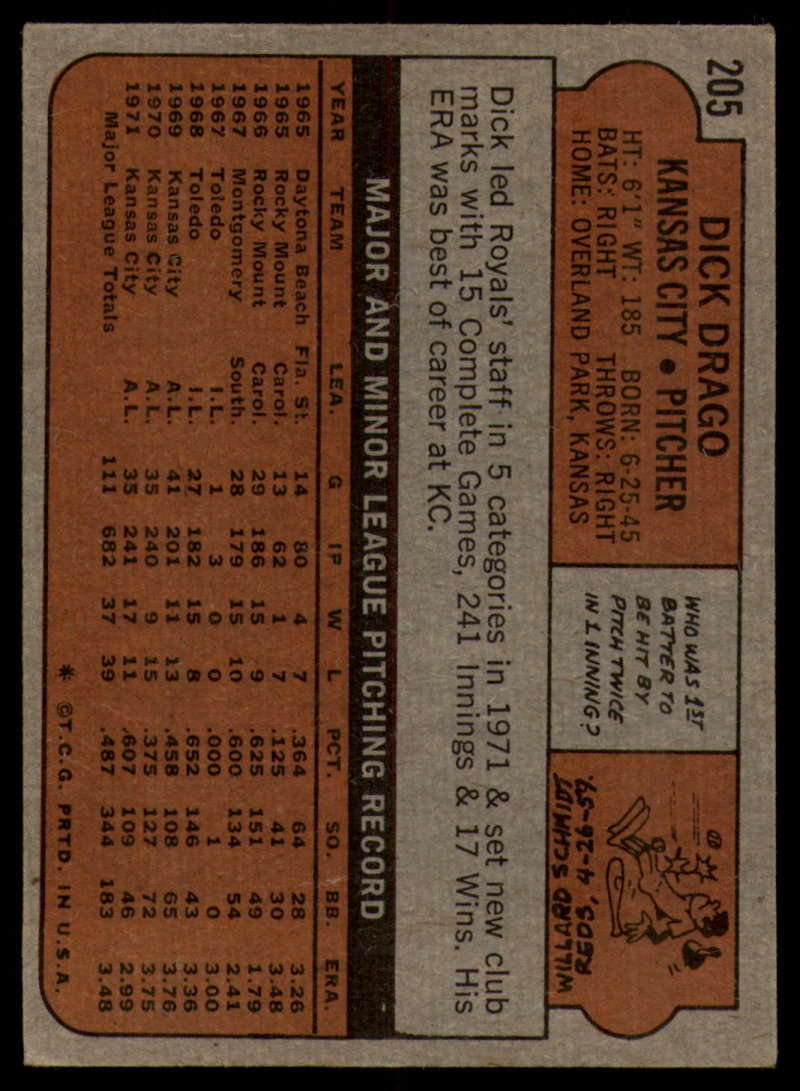 205
DICK DRAGO
KANSAS CITY • PITCHER
HT: 6'1" WT: 185 BORN: 6-25-45
BATS: RIGHT THROWS: RIGHT
HOME: OVERLAND PARK, KANSAS
WHO WAS 1ST
BATTER TO
BE HIT BY
PITCH TWICE
IN 1 INNING?
WILLARD SCHMIDT
REDS, 4-26-59.
Dick led Royals' staff in 5 categories in 1971 & set new club
marks with 15 Complete Games, 241 Innings & 17 Wins. His
ERA was best of career at KC.
MAJOR AND MINOR LEAGUE PITCHING RECORD
YEAR TEAM LEA. G IP W L PCT. SO. BB. ERA.
1965 Daytona Beach Fla. St. 14 80 4 7 .364 64 28 3.26
1965 Rocky Mount Carol. 13 62 1 7 .125 41 30 3.48
1966 Rocky Mount Carol. 29 186 15 9 .625 151 49 1.79
1967 Montgomery South. 28 179 15 10 .600 134 54 2.41
1967 Toledo I.L. 1 3 0 0 .000 1 0 3.00
1968 Toledo I.L. 27 182 15 8 .652 146 43 3.36
1969 Kansas City A.L. 41 201 11 13 .458 108 65 3.76
1970 Kansas City A.L. 35 240 9 15 .375 127 72 3.75
1971 Kansas City A.L. 35 241 17 11 .607 109 46 2.99
Major League Totals 111 682 37 39 .487 344 183 3.48
* ©T.C.G. PRTD. IN U.S.A.